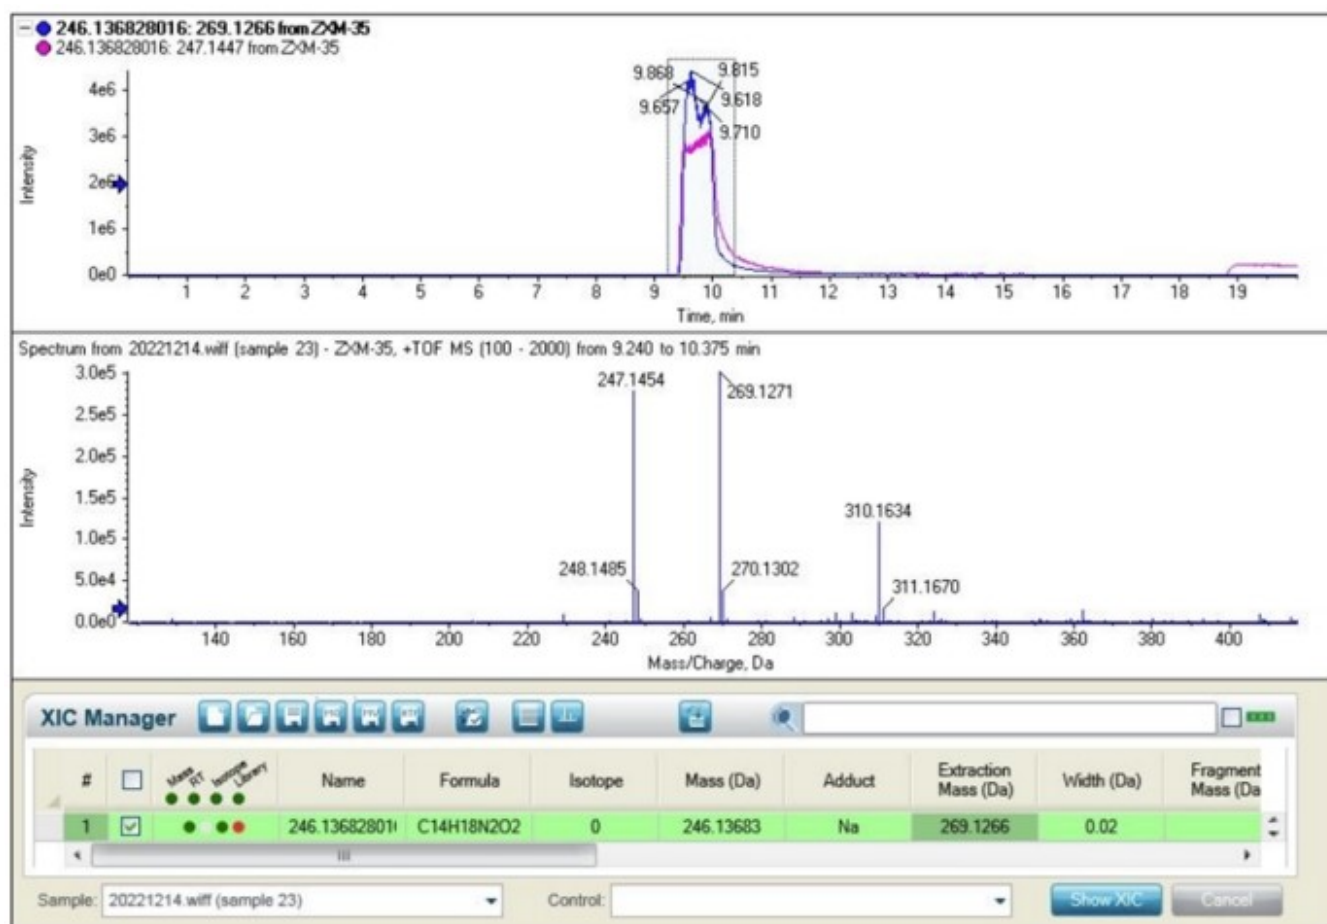 246.136828016: 269.1266 from ZXM-35
246.136828016: 247.1447 from ZXM-35
9.868
9.815
9.618
9.657
9.710
4e6
3e6
2e6
1e6
0e0
Intensity
1 2 3 4 5 6 7 8 9 10 11 12 13 14 15 16 17 18 19
Time, min
Spectrum from 20221214.wiff (sample 23) - ZXM-35, +TOF MS (100 - 2000) from 9.240 to 10.375 min
3.0e5
2.5e5
2.0e5
1.5e5
1.0e5
5.0e4
0.0e0
Intensity
247.1454
269.1271
310.1634
248.1485
270.1302
311.1670
140 160 180 200 220 240 260 280 300 320 340 360 380 400
Mass/Charge, Da
XIC Manager
# Mass RT Isotope Library Name Formula Isotope Mass (Da) Adduct Extraction Mass (Da) Width (Da) Fragment Mass (Da
1 24​6.13682801 C14H18N2O2 0 246.13683 Na 269.1266 0.02
Sample: 20221214.wiff (sample 23) Control: Show XIC Cancel